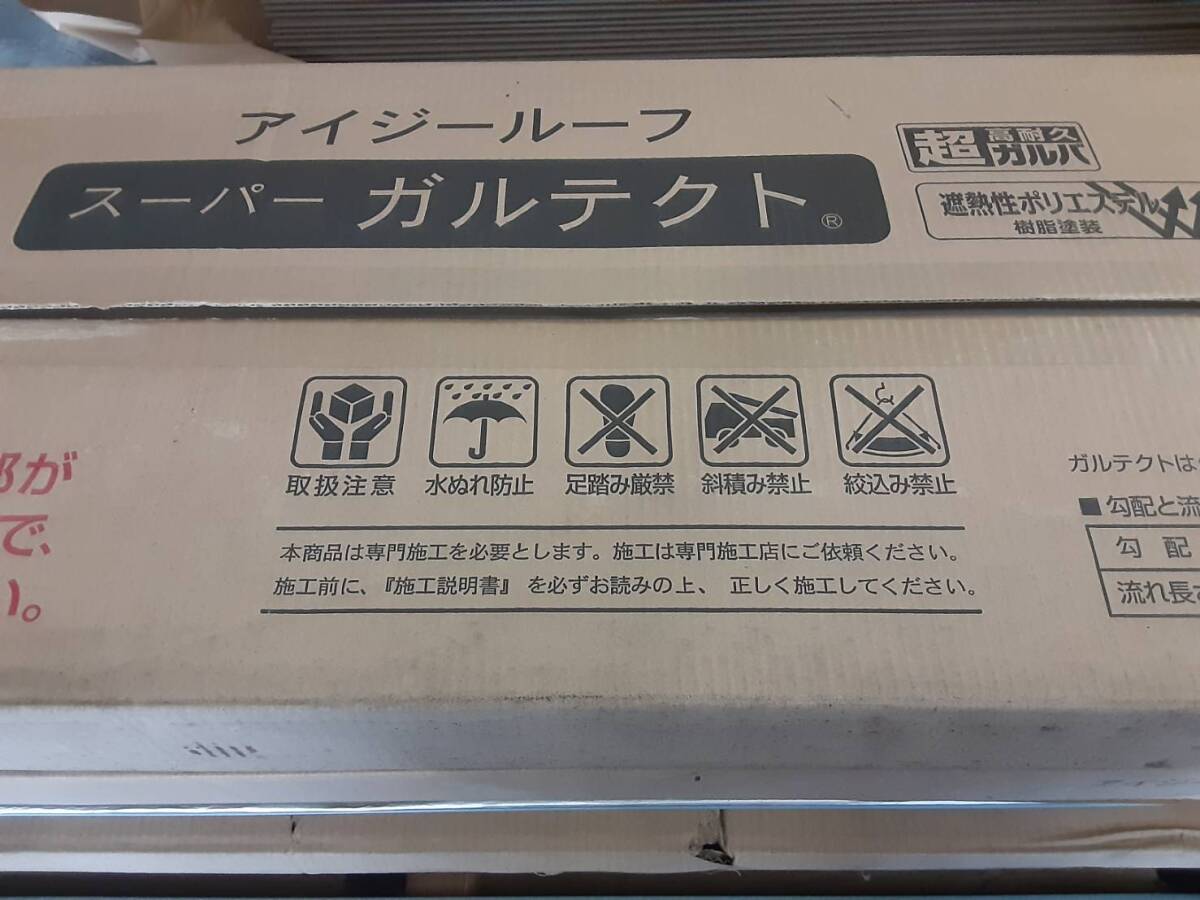 アイジールーフ
スーパー ガルテクト®
超高耐久ガルバ
遮熱性ポリエステル
樹脂塗装
取扱注意 水ぬれ防止 足踏み厳禁 斜積み禁止 絞込み禁止
本商品は専門施工を必要とします。施工は専門施工店にご依頼ください。
施工前に、『施工説明書』を必ずお読みの上、正しく施工してください。
が
で、
い。
ガルテクトは
■勾配と流
勾 配
流れ長